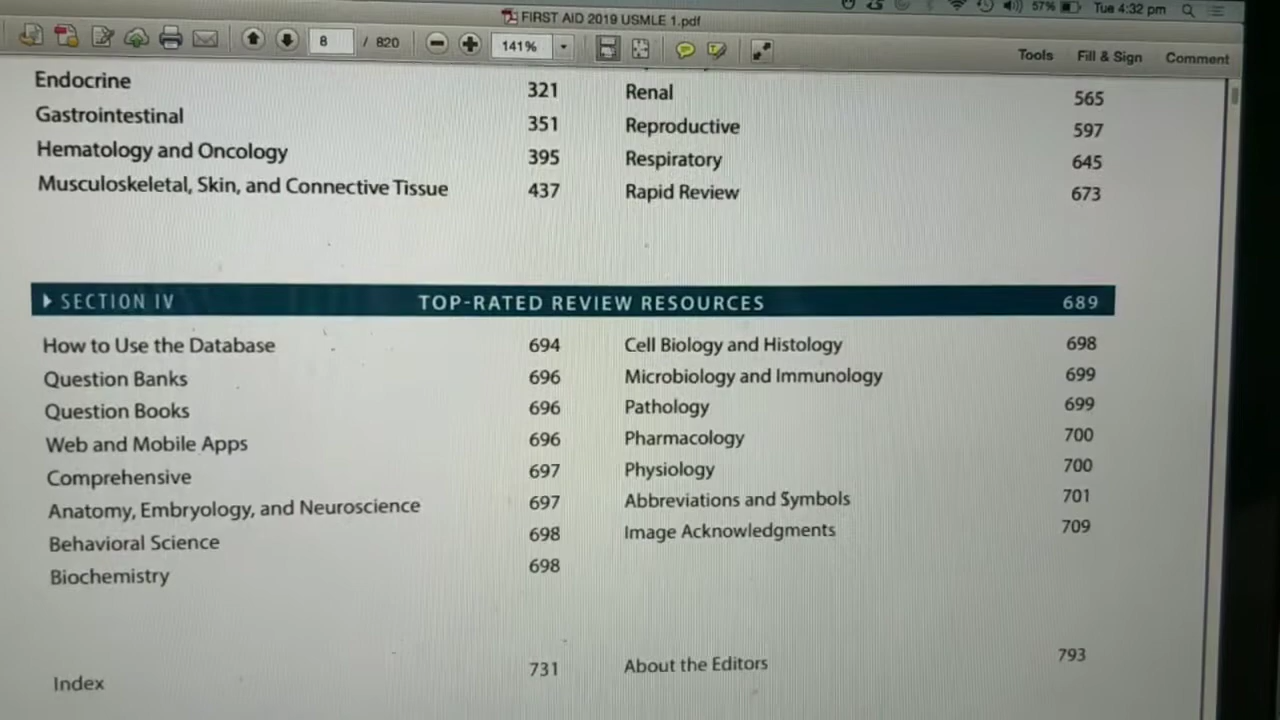 FIRST AID 2019 USMLE 1.pdf
57% Tue 4:32 pm
8 / 820 141% Tools Fill & Sign Comment
Endocrine 321
Gastrointestinal 351
Hematology and Oncology 395
Musculoskeletal, Skin, and Connective Tissue 437
Renal 565
Reproductive 597
Respiratory 645
Rapid Review 673
SECTION IV TOP-RATED REVIEW RESOURCES 689
How to Use the Database 694
Question Banks 696
Question Books 696
Web and Mobile Apps 696
Comprehensive 697
Anatomy, Embryology, and Neuroscience 697
Behavioral Science 698
Biochemistry 698
Cell Biology and Histology 698
Microbiology and Immunology 699
Pathology 699
Pharmacology 700
Physiology 700
Abbreviations and Symbols 701
Image Acknowledgments 709
Index 731
About the Editors 793